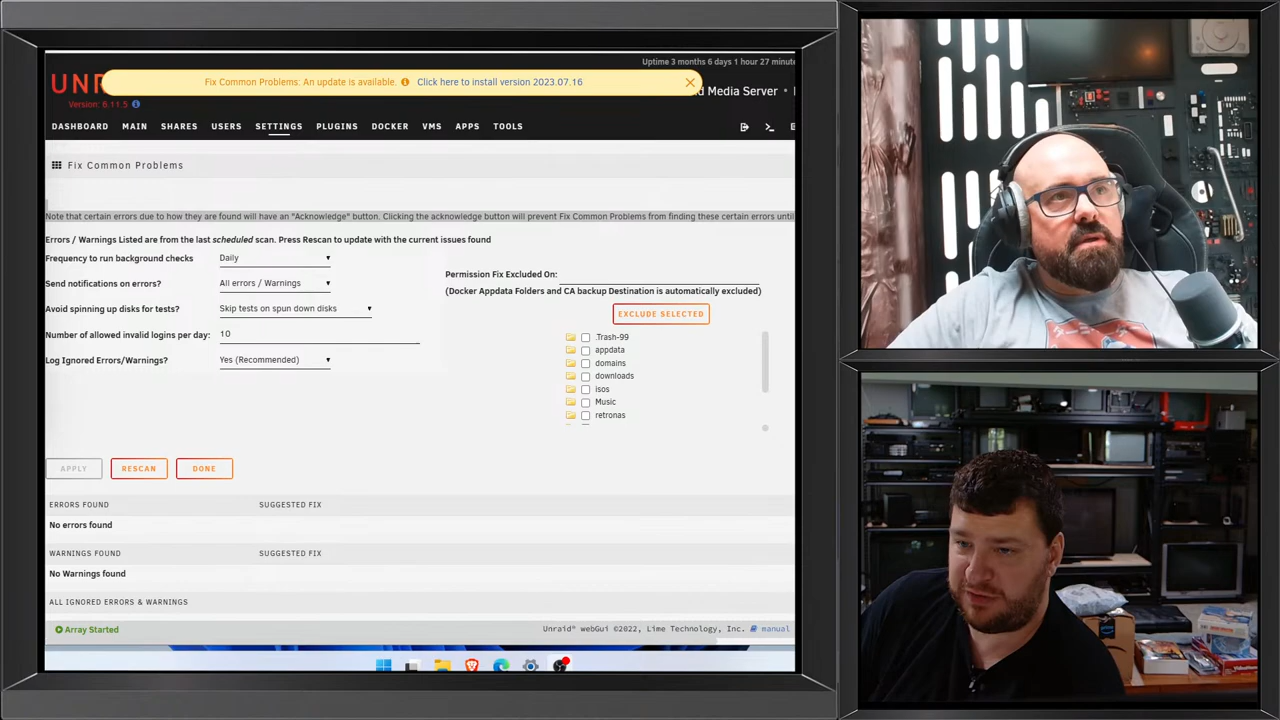 Uptime 3 months 6 days 1 hour 27 minute
Fix Common Problems: An update is available. Click here to install version 2023.07.16
UNR
d Media Server •
Version: 6.11.5
DASHBOARD MAIN SHARES USERS SETTINGS PLUGINS DOCKER VMS APPS TOOLS
Fix Common Problems
Note that certain errors due to how they are found will have an "Acknowledge" button. Clicking the acknowledge button will prevent Fix Common Problems from finding these certain errors until
Errors / Warnings Listed are from the last scheduled scan. Press Rescan to update with the current issues found
Frequency to run background checks Daily
Send notifications on errors? All errors / Warnings
Avoid spinning up disks for tests? Skip tests on spun down disks
Number of allowed invalid logins per day: 10
Log Ignored Errors/Warnings? Yes (Recommended)
Permission Fix Excluded On:
(Docker Appdata Folders and CA backup Destination is automatically excluded)
EXCLUDE SELECTED
.Trash-99
appdata
domains
downloads
isos
Music
retronas
APPLY RESCAN DONE
ERRORS FOUND SUGGESTED FIX
No errors found
WARNINGS FOUND SUGGESTED FIX
No Warnings found
ALL IGNORED ERRORS & WARNINGS
Array Started
Unraid® webGui ©2022, Lime Technology, Inc. manual